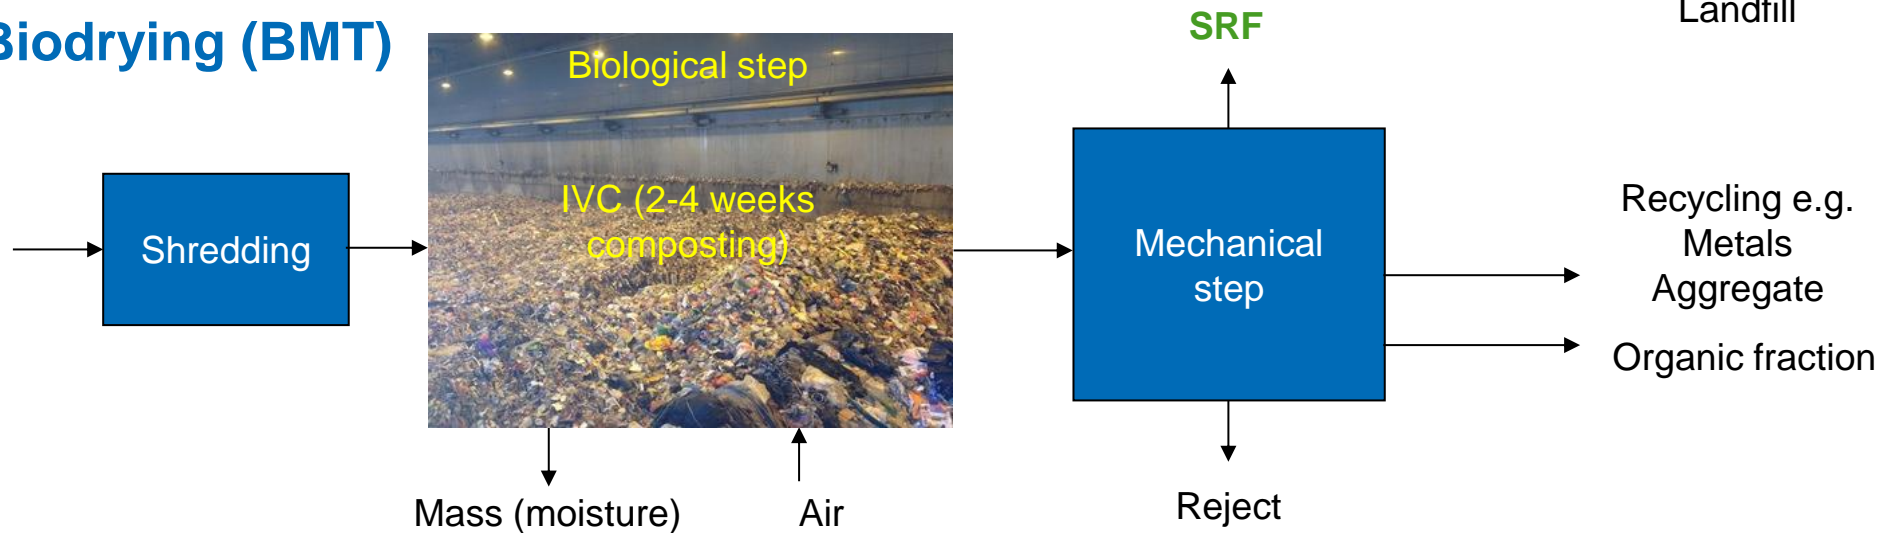 SRF
Landfill
Biodrying (BMT)
Biological step
IVC (2-4 weeks
composting)
Shredding
Mechanical
step
Recycling e.g.
Metals
Aggregate
Organic fraction
Mass (moisture)
Air
Reject